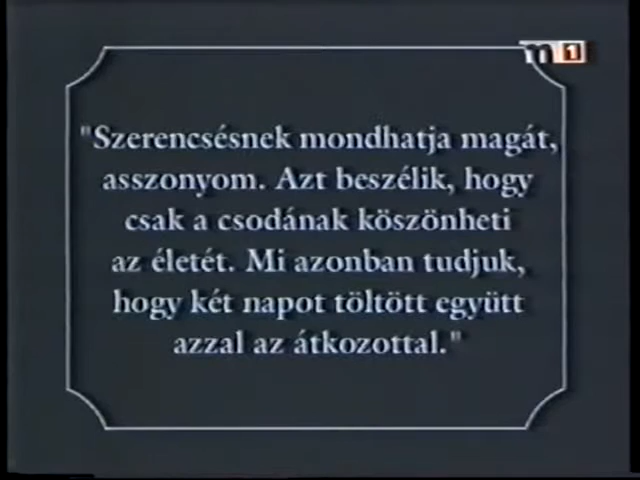 m1
"Szerencsésnek mondhatja magát,
asszonyom. Azt beszélik, hogy
csak a csodának köszönheti
az életét. Mi azonban tudjuk,
hogy két napot töltött együtt
azzal az átkozottal."